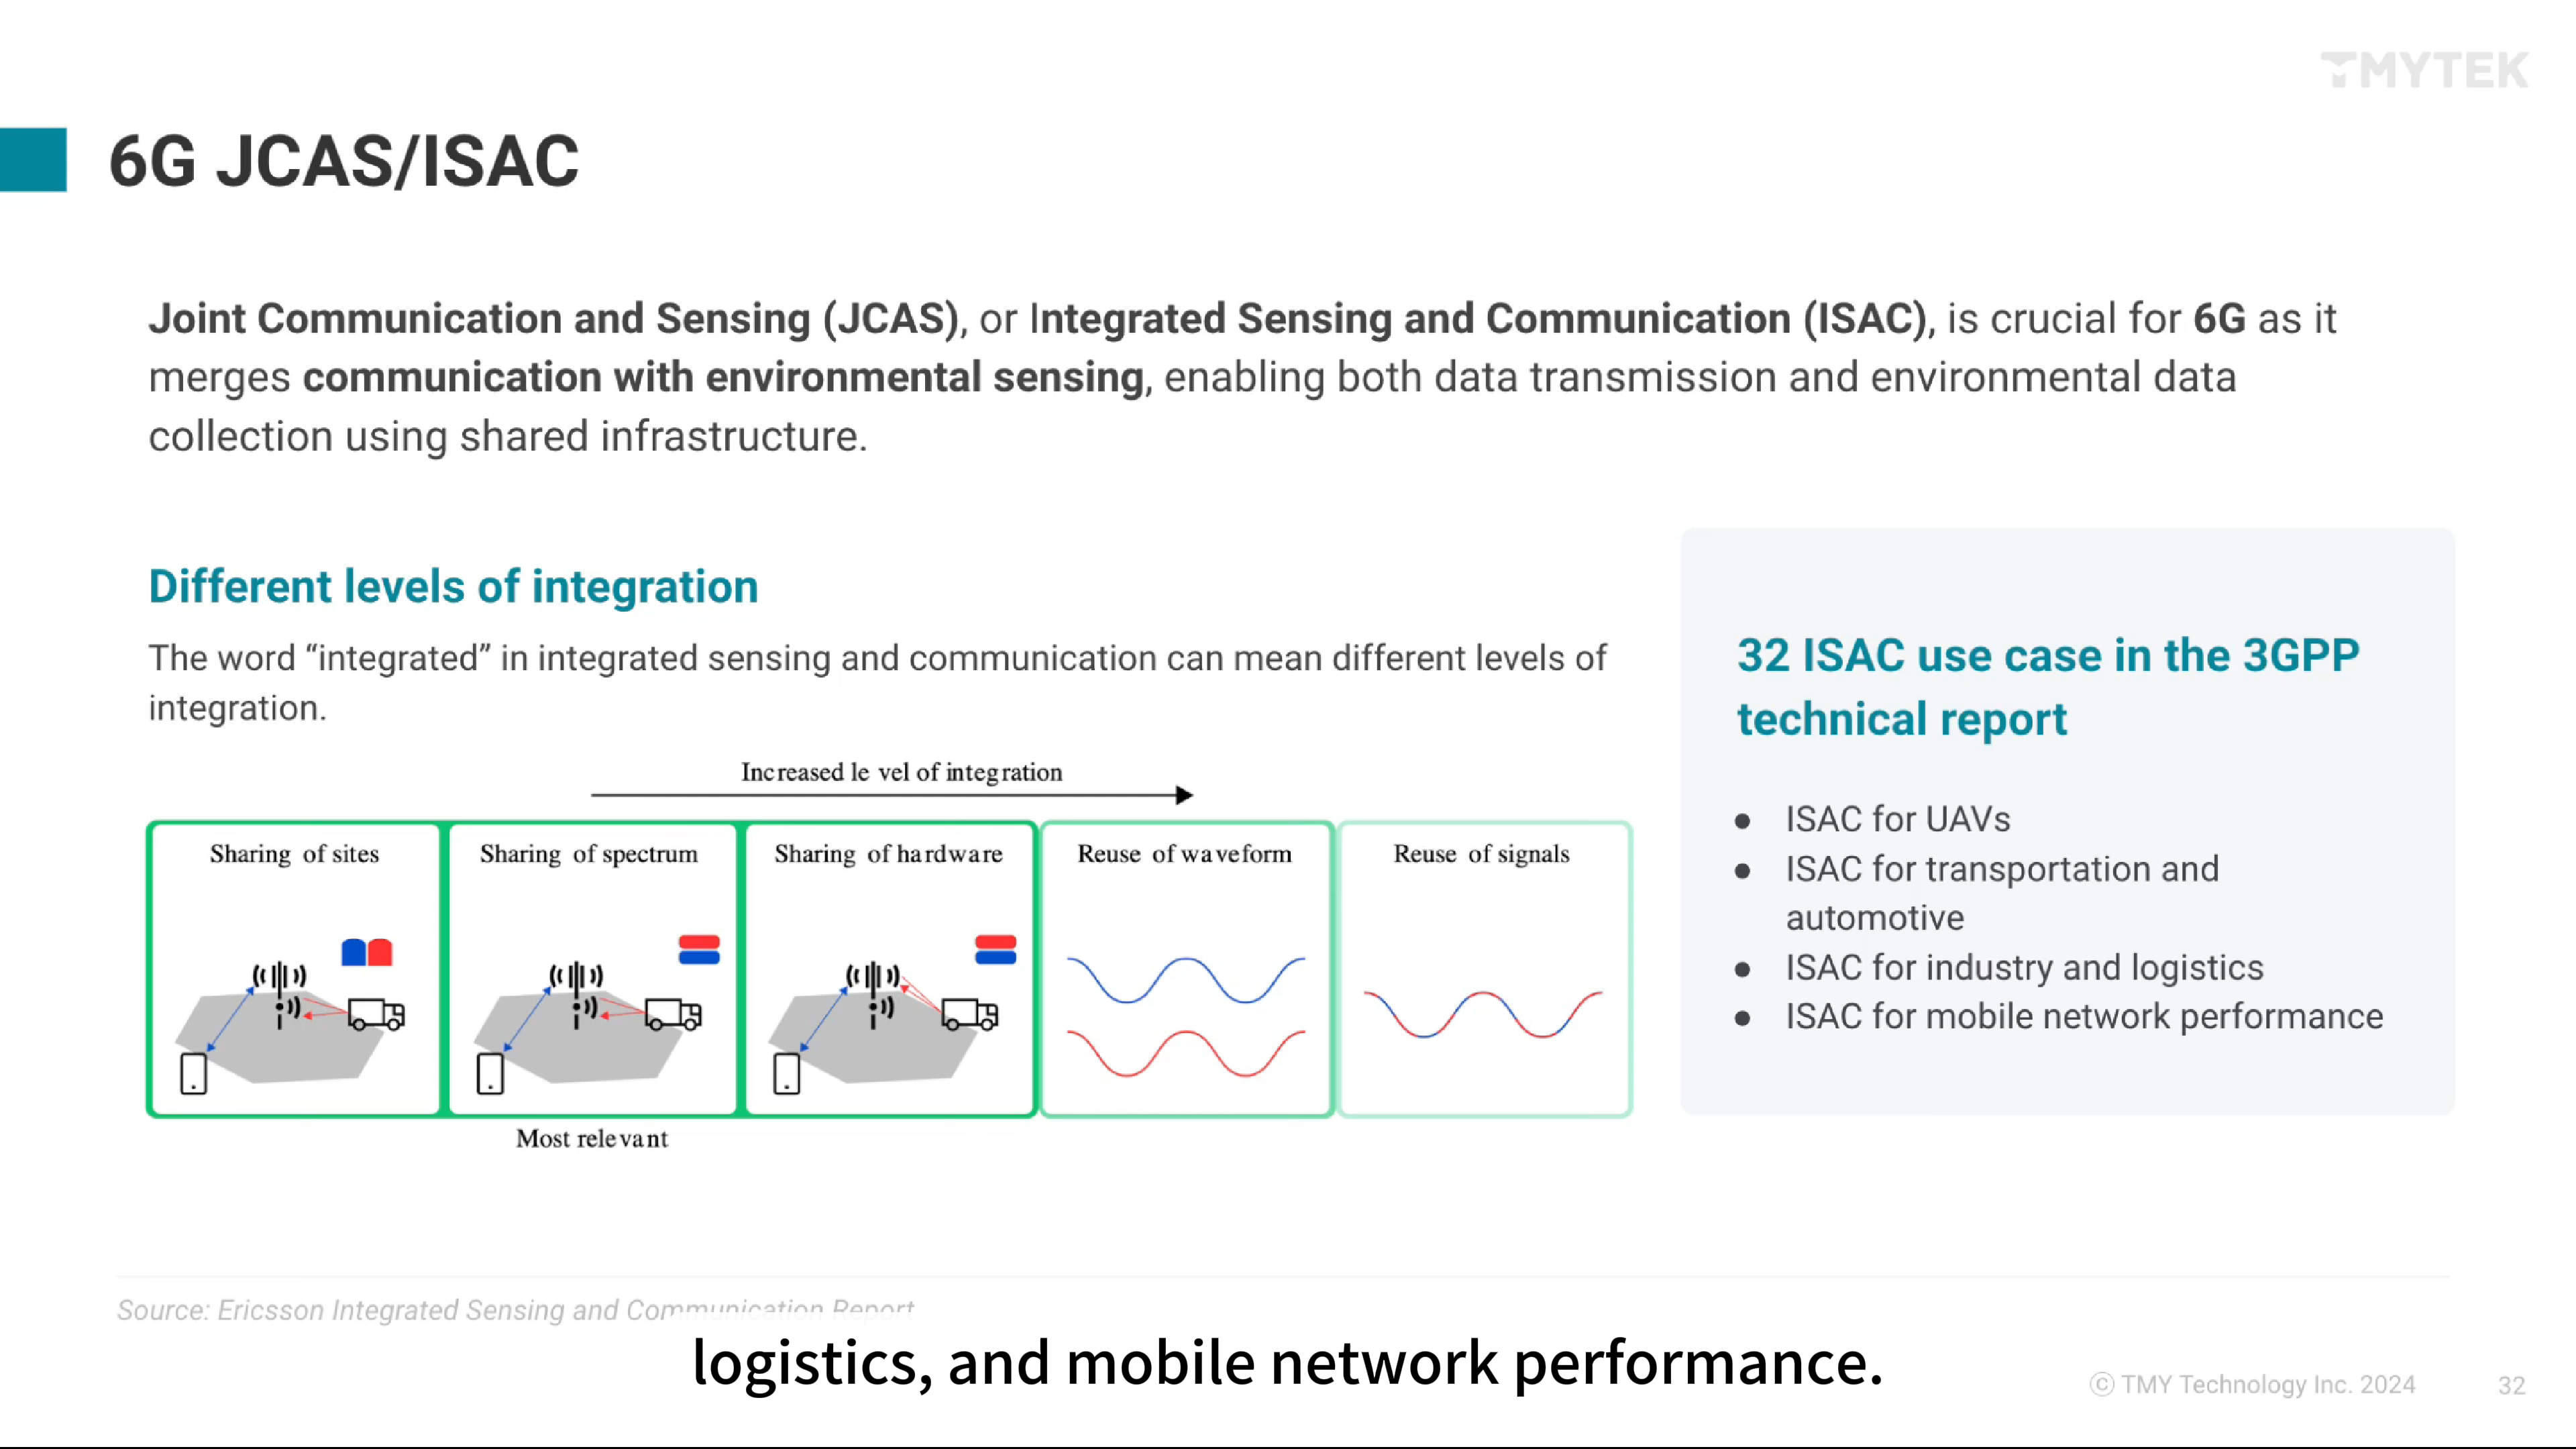 TMYTEK
6G JCAS/ISAC
Joint Communication and Sensing (JCAS), or Integrated Sensing and Communication (ISAC), is crucial for 6G as it
merges communication with environmental sensing, enabling both data transmission and environmental data
collection using shared infrastructure.
Different levels of integration
The word “integrated” in integrated sensing and communication can mean different levels of
integration.
Increased le vel of integration
Sharing of sites
Sharing of spectrum
Sharing of hardware
Reuse of waveform
Reuse of signals
Most relevant
32 ISAC use case in the 3GPP
technical report
● ISAC for UAVs
● ISAC for transportation and
automotive
● ISAC for industry and logistics
● ISAC for mobile network performance
Source: Ericsson Integrated Sensing and Communication Report
logistics, and mobile network performance.
© TMY Technology Inc. 2024
32